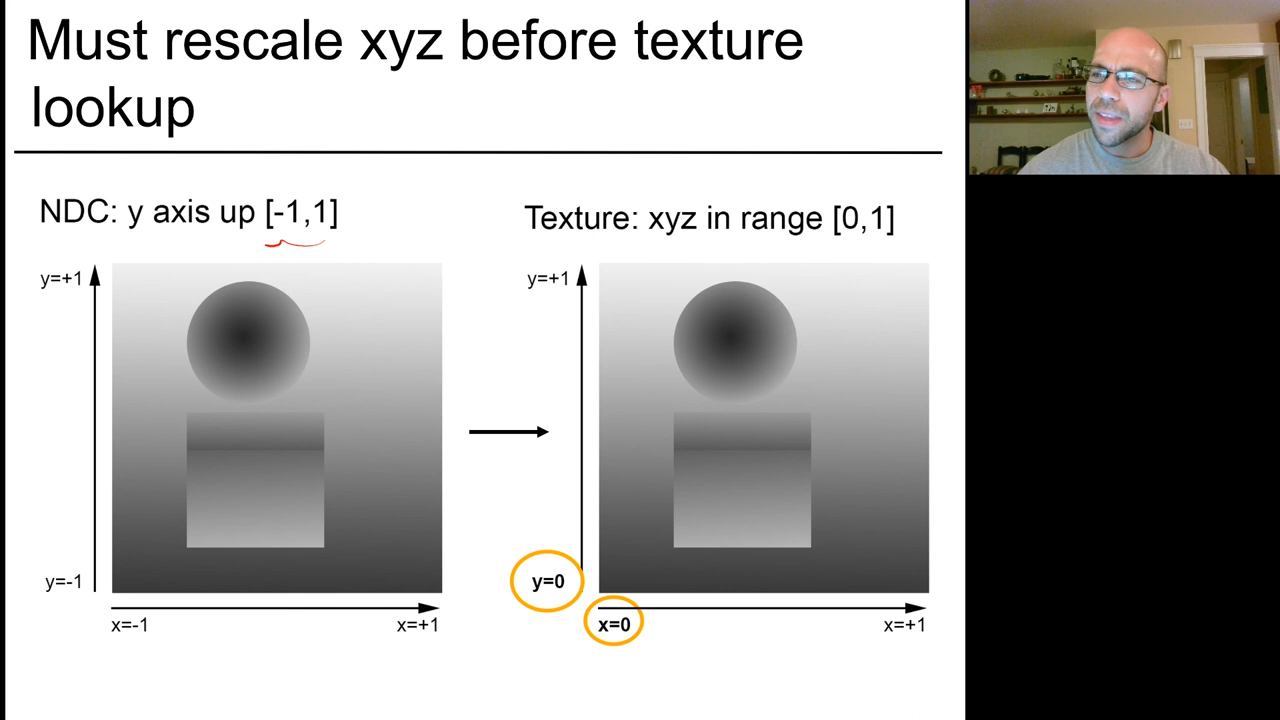 Must rescale xyz before texture
lookup
NDC: y axis up [-1,1]
Texture: xyz in range [0,1]
y=+1
y=-1
x=-1
x=+1
y=+1
y=0
x=0
x=+1